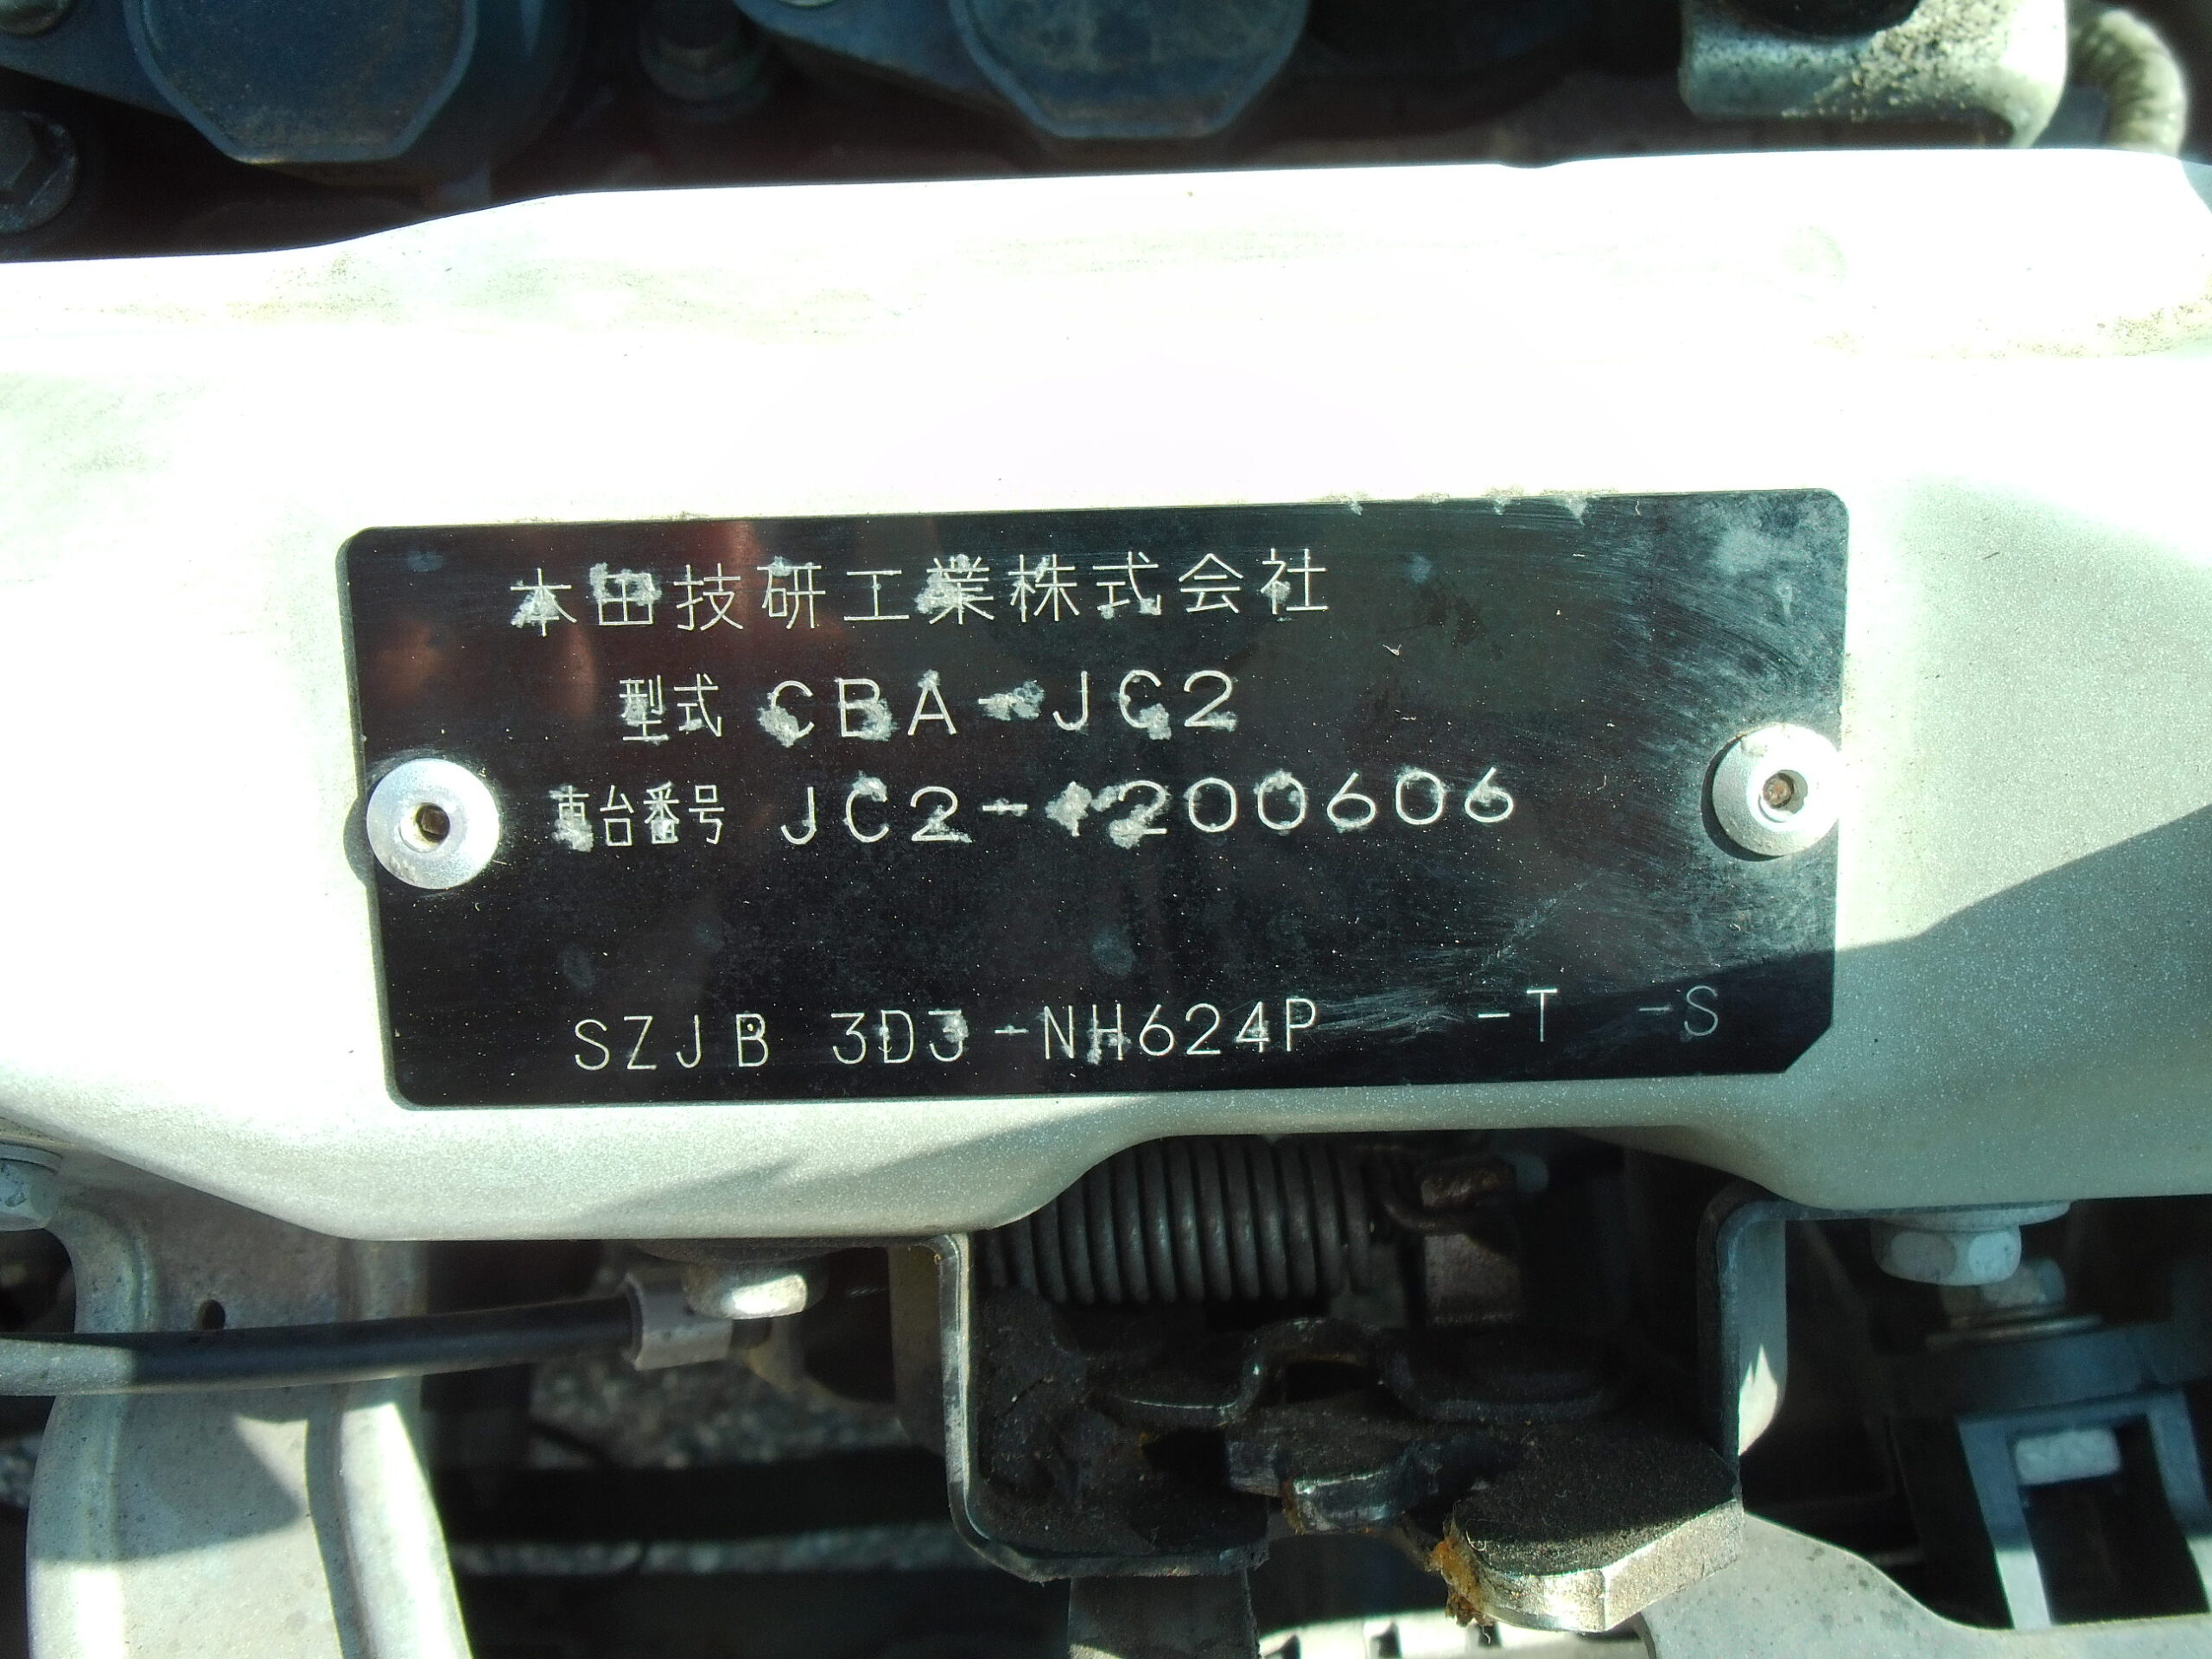 本田技研工業株式会社
型式 CBA-JC2
車台番号 JC2-1200606
SZJB 3D3-NH624P -T -S